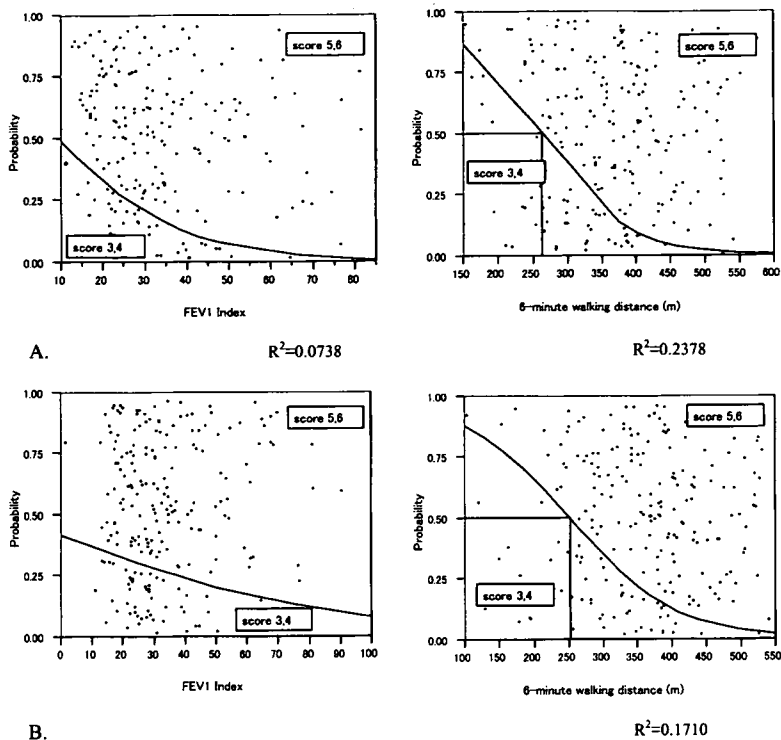 1.00
0.75
0.50
0.25
0.00
Probability
score 5,6
score 3,4
10 20 30 40 50 60 70 80
FEV1 Index
1.00
0.75
0.50
0.25
0.00
Probability
score 5,6
score 3,4
150 200 250 300 350 400 450 500 550 600
6-minute walking distance (m)
A.
R²=0.0738
R²=0.2378
1.00
0.75
0.50
0.25
0.00
Probability
score 5,6
score 3,4
0 10 20 30 40 50 60 70 80 90 100
FEV1 Index
1.00
0.75
0.50
0.25
0.00
Probability
score 5,6
score 3,4
100 150 200 250 300 350 400 450 500 550
6-minute walking distance (m)
B.
R²=0.1710